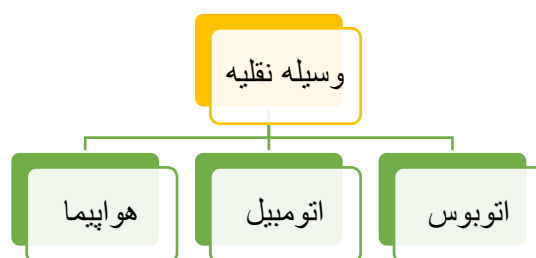 وسیله نقلیه
اتوبوس
اتومبیل
هواپیما